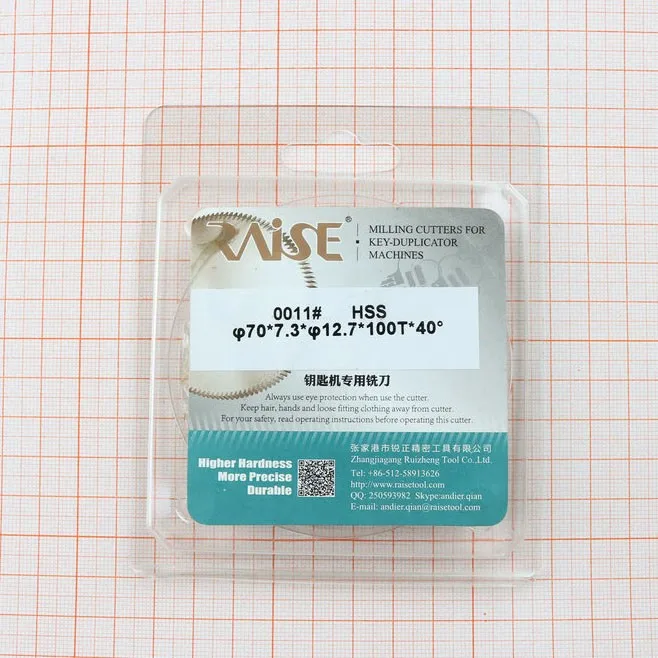 RAiSE®
MILLING CUTTERS FOR
KEY-DUPLICATOR
MACHINES
0011# HSS
φ70*7.3*φ12.7*100T*40°
钥匙机专用铣刀
Always use eye protection when use the cutter.
Keep hair, hands and loose fitting clothing away from cutter.
For your safety, read operating instructions before operating this cutter.
Higher Hardness
More Precise
Durable
张家港市锐正精密工具有限公司
Zhangjiagang Ruizheng Tool Co.,Ltd.
Tel: +86-512-58913626
http://www.raisetool.com
QQ: 250593982 Skype:andier.qian
E-mail: andier.qian@raisetool.com